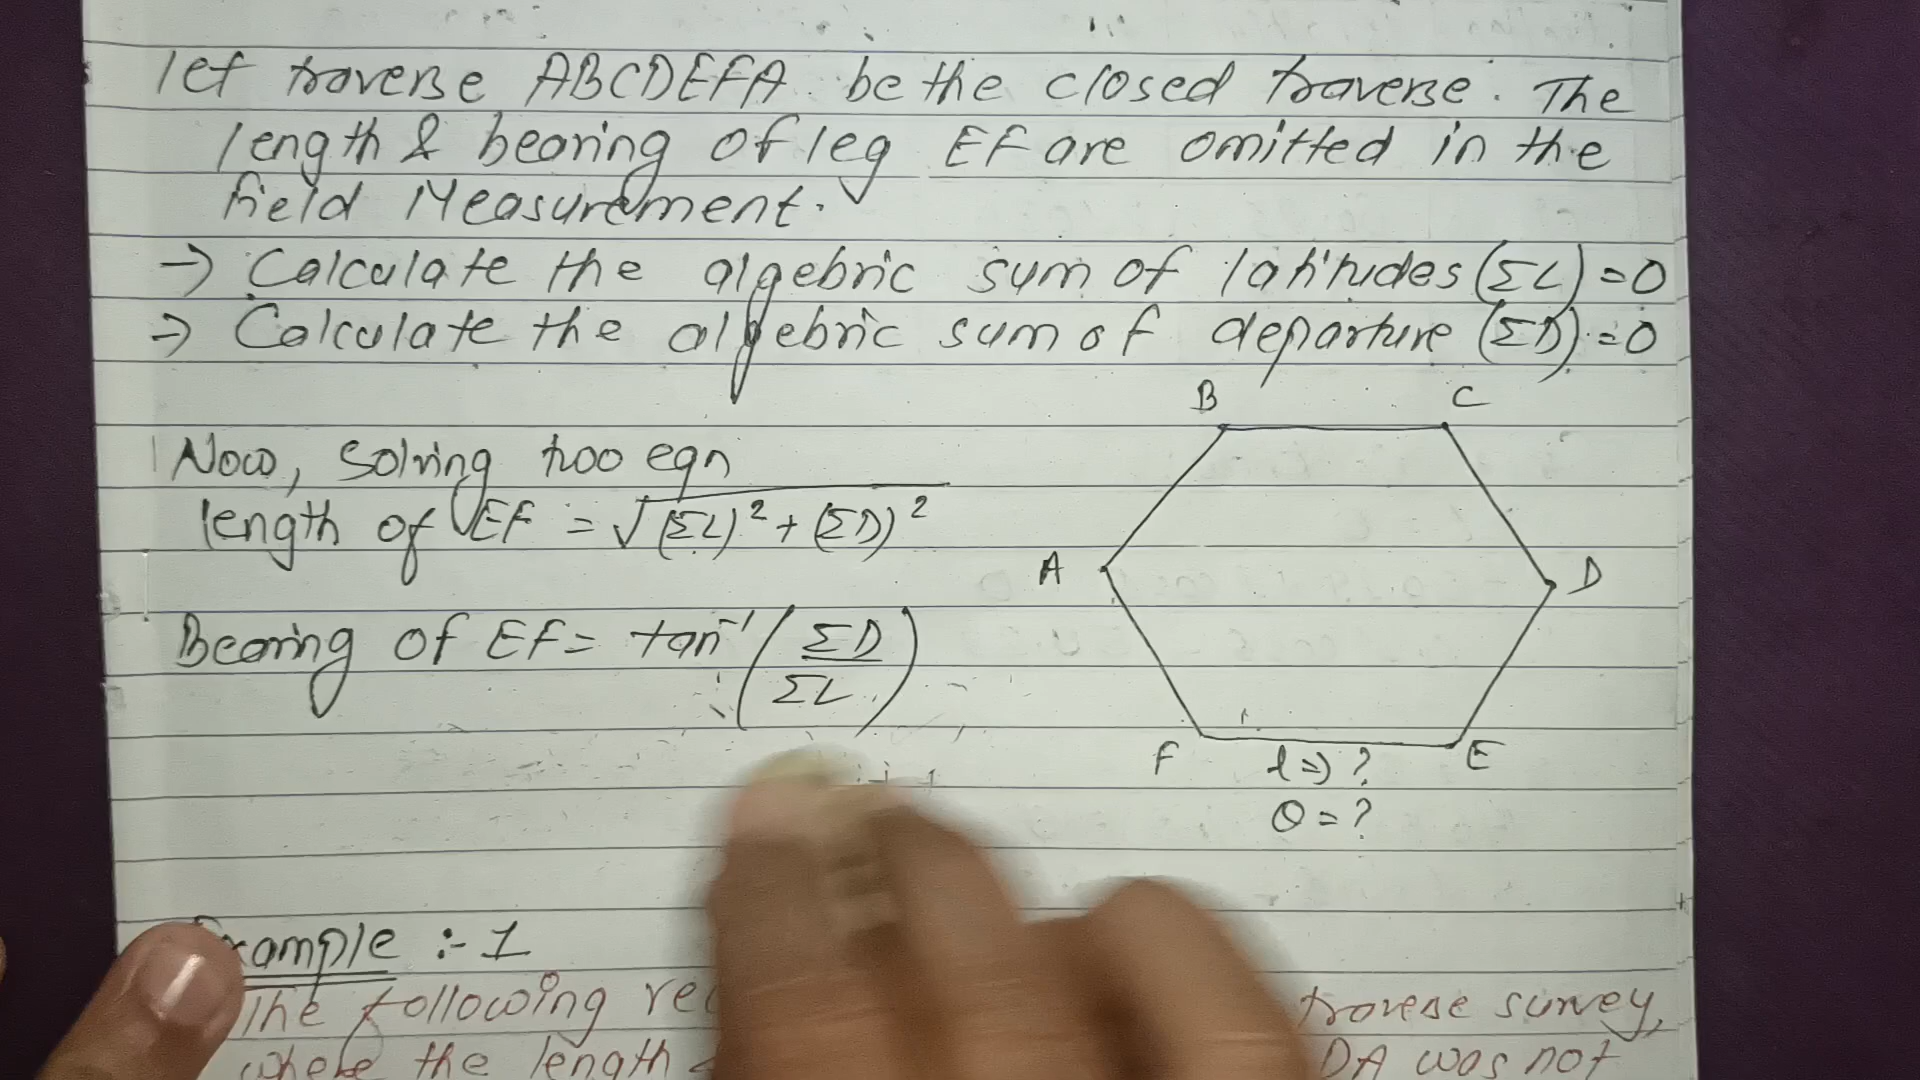 let traverse ABCDEFA be the closed traverse. The
length & bearing of leg EF are omitted in the
field Measurement.
→ Calculate the algebric sum of latitudes (ΣL) = 0
→ Calculate the algebric sum of departure (ΣD) = 0
B C
Now, Solving two eqn
length of EF = √(ΣL)² + (ΣD)²
A D
Bearing of EF = tan⁻¹ (ΣD / ΣL)
F E
l => ?
θ = ?
Example :- 1
The following traverse survey,
where the length DA was not